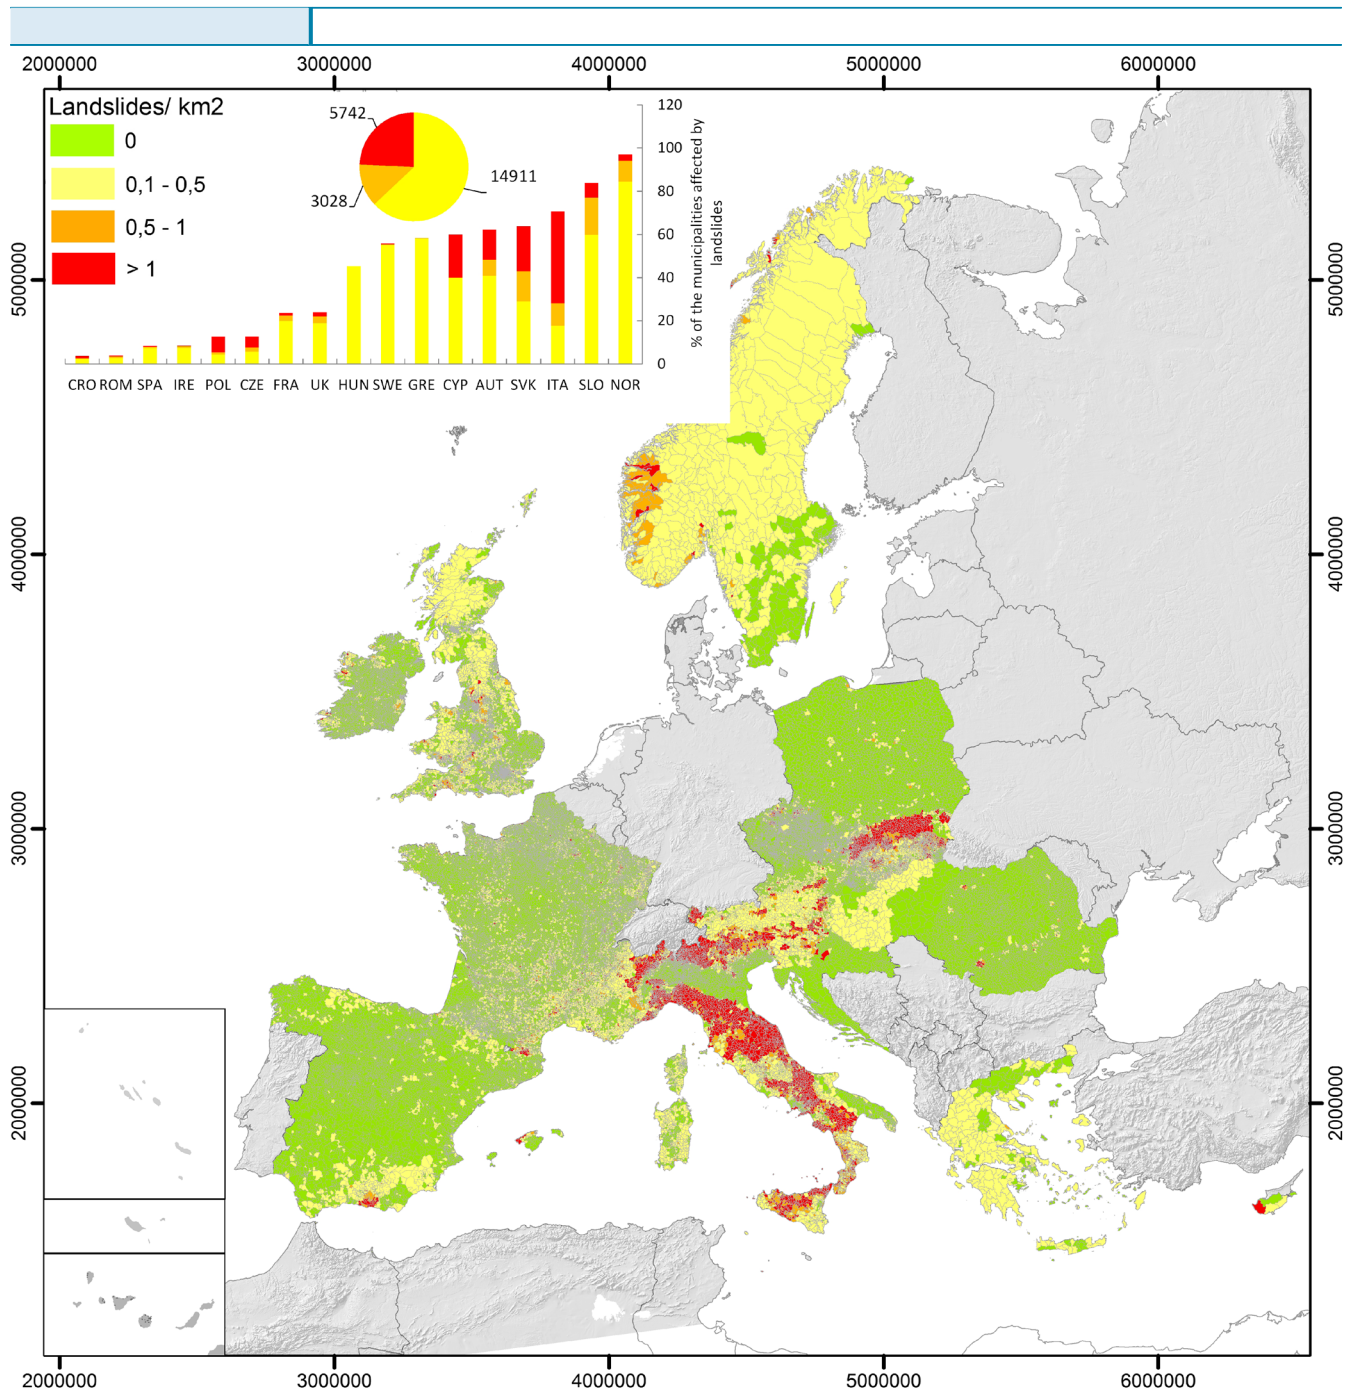 2000000 3000000 4000000 5000000 6000000
Landslides/ km2
0
0,1 - 0,5
0,5 - 1
> 1
5742
3028
14911
120
100
80
60
40
20
0
% of the municipalities affected by
landslides
CRO ROM SPA IRE POL CZE FRA UK HUN SWE GRE CYP AUT SVK ITA SLO NOR
5000000
4000000
3000000
2000000
5000000
4000000
3000000
2000000
2000000 3000000 4000000 5000000 6000000